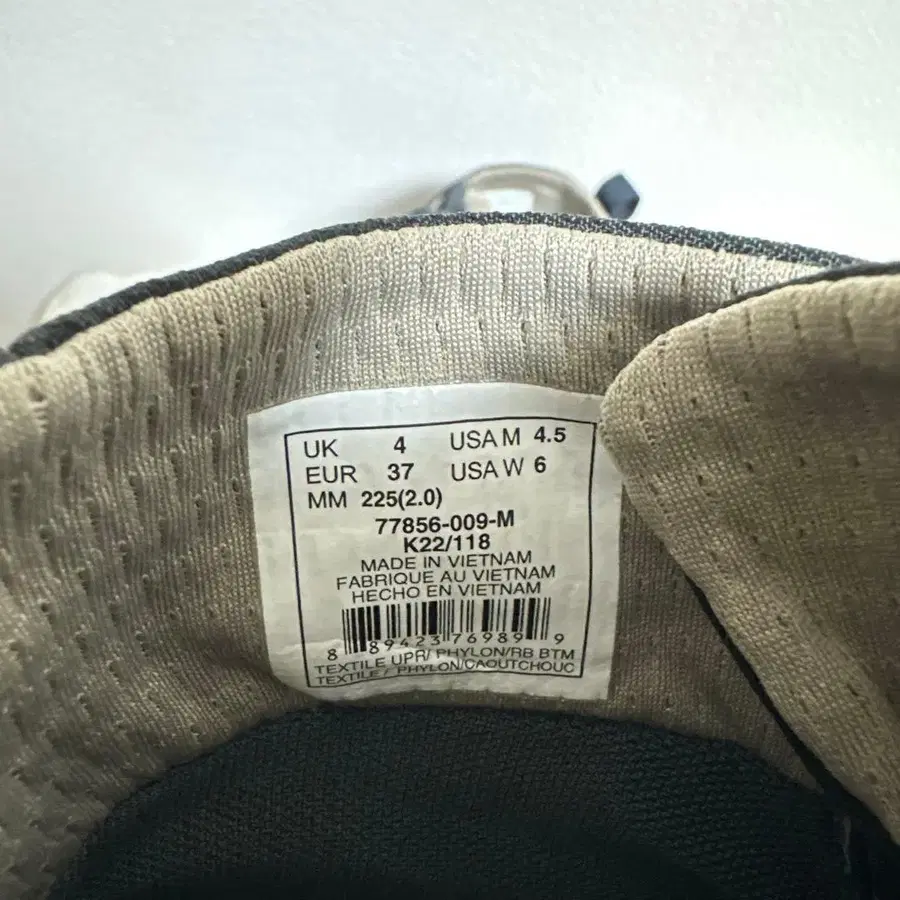 UK 4 USA M 4.5
EUR 37 USA W 6
MM 225(2.0)
77856-009-M
K22/118
MADE IN VIETNAM
FABRIQUE AU VIETNAM
HECHO EN VIETNAM
8 89423 76989 9
TEXTILE UPR/ PHYLON/RB BTM
TEXTILE / PHYLON/CAOUTCHOUC